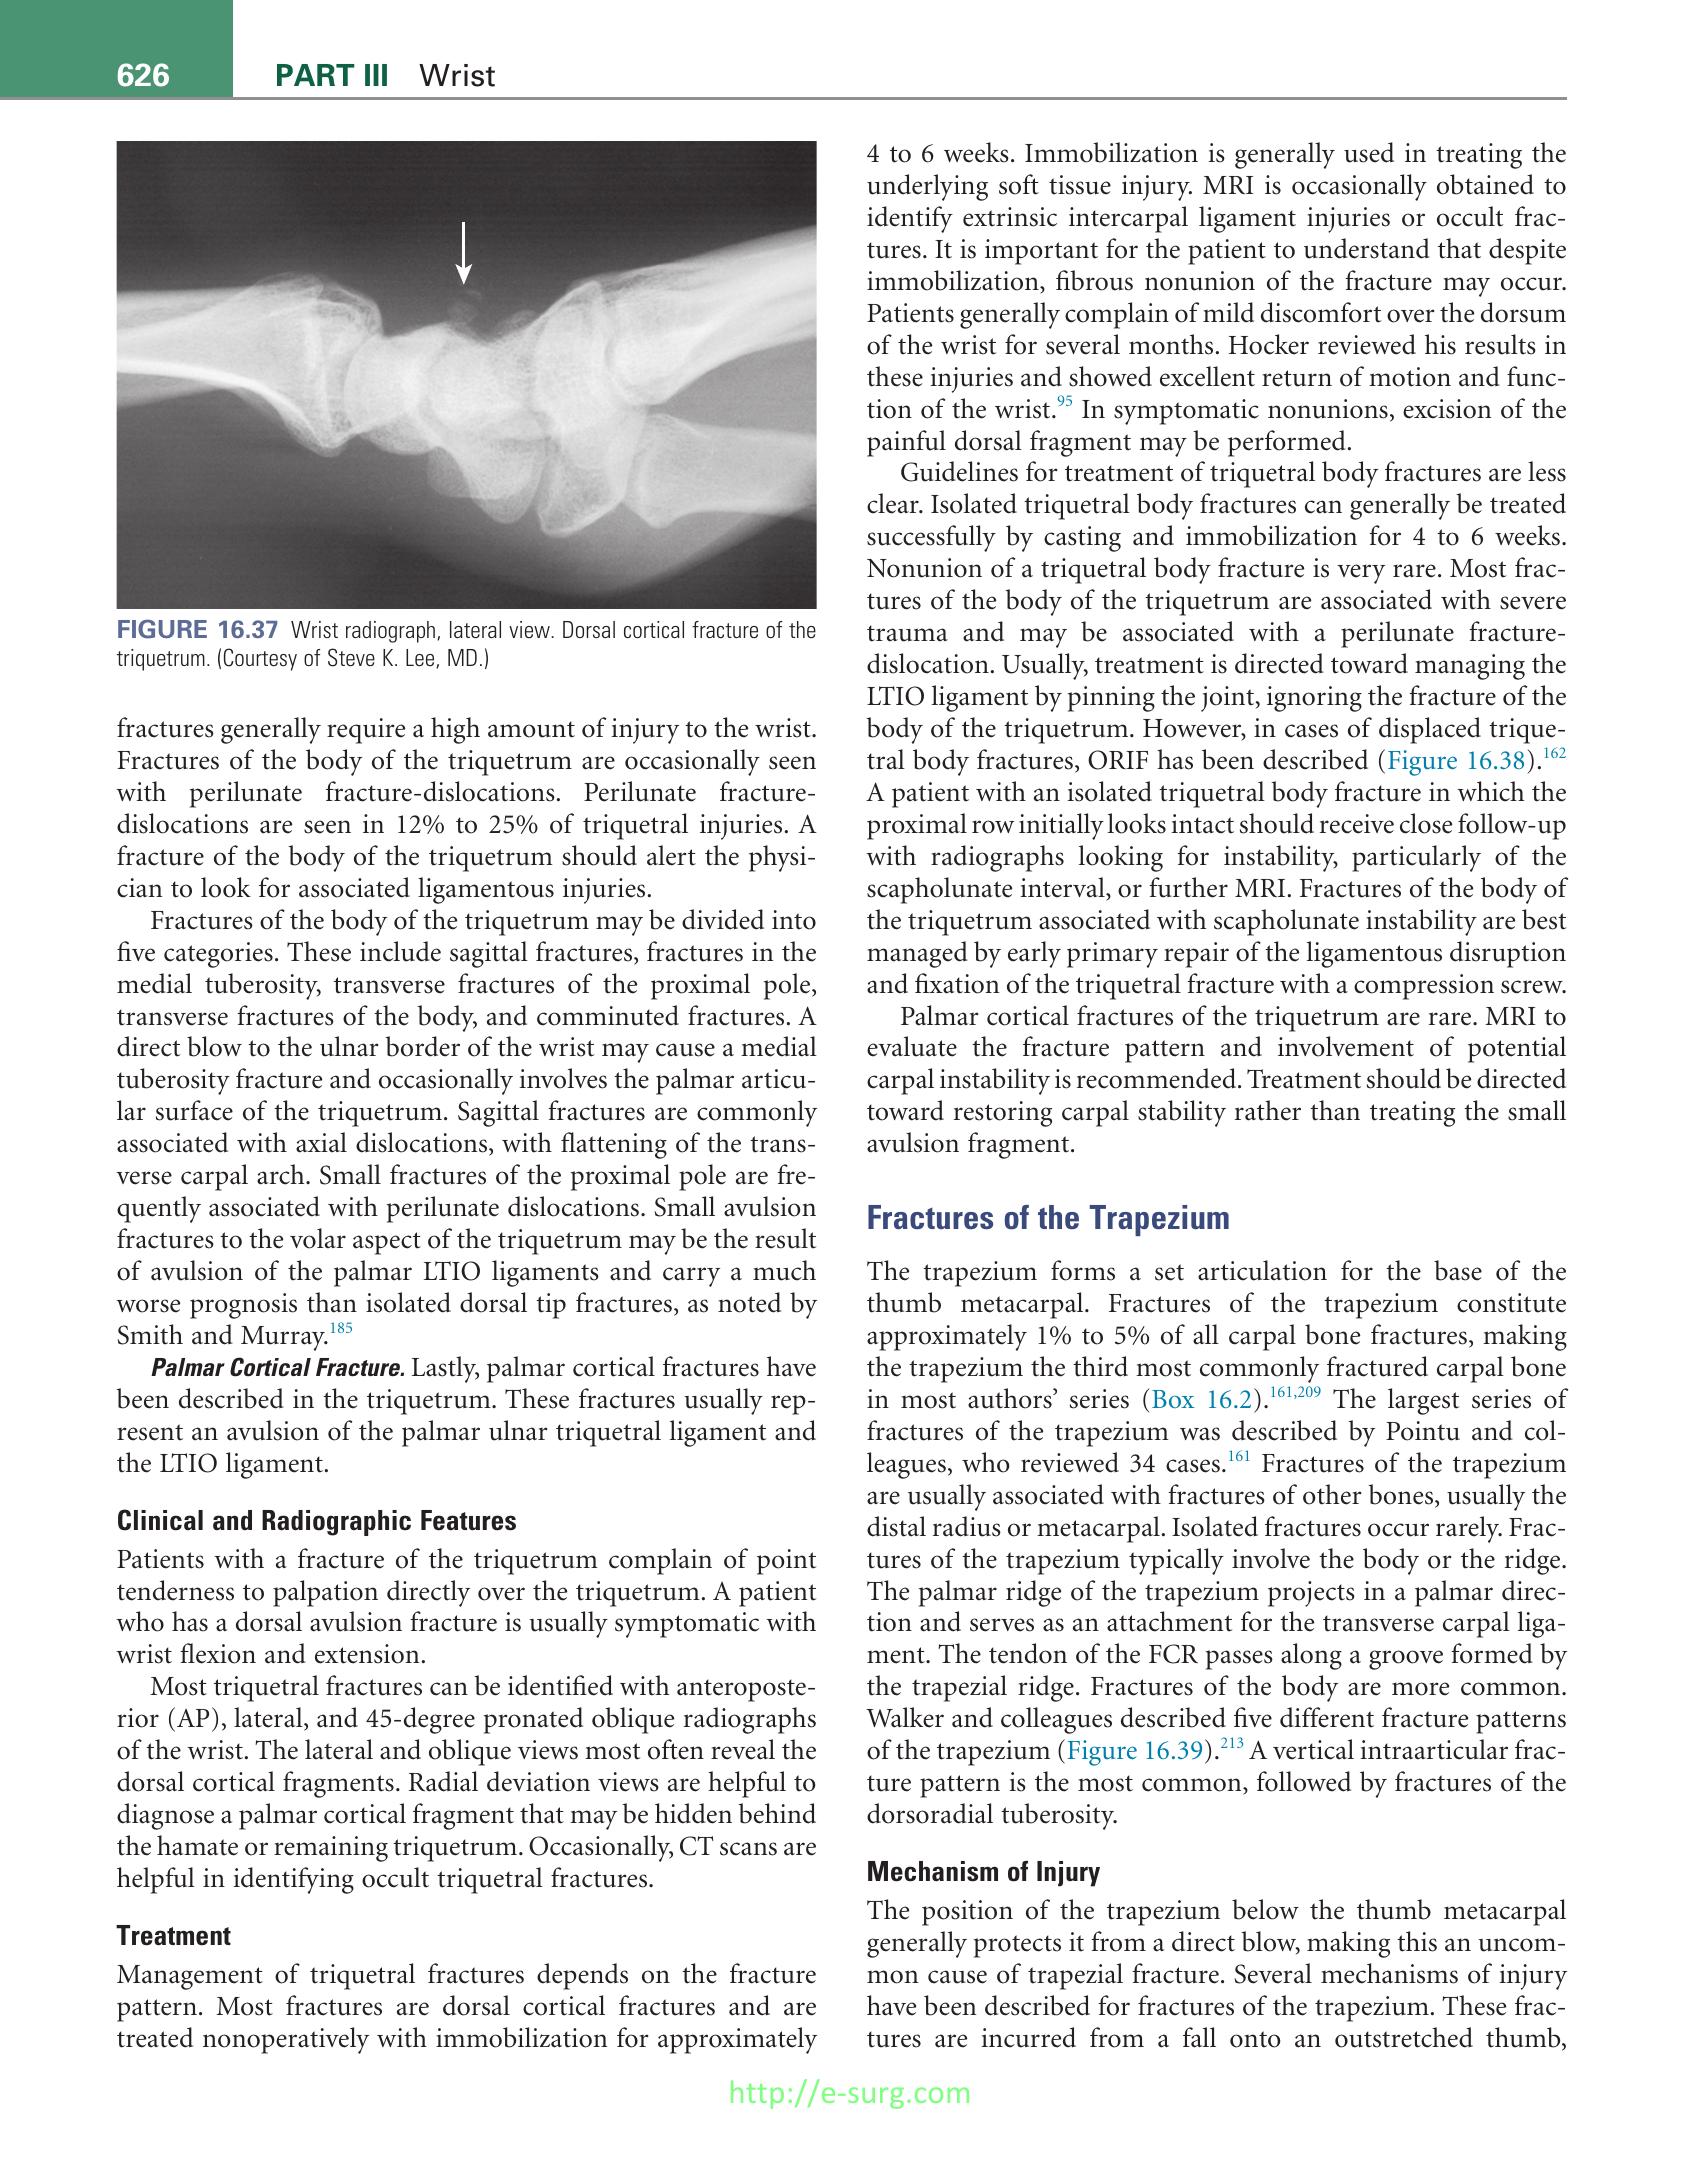 626
PART III Wrist
FIGURE 16.37 Wrist radiograph, lateral view. Dorsal cortical fracture of the
triquetrum. (Courtesy of Steve K. Lee, MD.)
fractures generally require a high amount of injury to the wrist.
Fractures of the body of the triquetrum are occasionally seen
with perilunate fracture-dislocations. Perilunate fracture-
dislocations are seen in 12% to 25% of triquetral injuries. A
fracture of the body of the triquetrum should alert the physi-
cian to look for associated ligamentous injuries.
Fractures of the body of the triquetrum may be divided into
five categories. These include sagittal fractures, fractures in the
medial tuberosity, transverse fractures of the proximal pole,
transverse fractures of the body, and comminuted fractures. A
direct blow to the ulnar border of the wrist may cause a medial
tuberosity fracture and occasionally involves the palmar articu-
lar surface of the triquetrum. Sagittal fractures are commonly
associated with axial dislocations, with flattening of the trans-
verse carpal arch. Small fractures of the proximal pole are fre-
quently associated with perilunate dislocations. Small avulsion
fractures to the volar aspect of the triquetrum may be the result
of avulsion of the palmar LTIO ligaments and carry a much
worse prognosis than isolated dorsal tip fractures, as noted by
Smith and Murray.185
Palmar Cortical Fracture. Lastly, palmar cortical fractures have
been described in the triquetrum. These fractures usually rep-
resent an avulsion of the palmar ulnar triquetral ligament and
the LTIO ligament.
Clinical and Radiographic Features
Patients with a fracture of the triquetrum complain of point
tenderness to palpation directly over the triquetrum. A patient
who has a dorsal avulsion fracture is usually symptomatic with
wrist flexion and extension.
Most triquetral fractures can be identified with anteroposte-
rior (AP), lateral, and 45-degree pronated oblique radiographs
of the wrist. The lateral and oblique views most often reveal the
dorsal cortical fragments. Radial deviation views are helpful to
diagnose a palmar cortical fragment that may be hidden behind
the hamate or remaining triquetrum. Occasionally, CT scans are
helpful in identifying occult triquetral fractures.
Treatment
Management of triquetral fractures depends on the fracture
pattern. Most fractures are dorsal cortical fractures and are
treated nonoperatively with immobilization for approximately
4 to 6 weeks. Immobilization is generally used in treating the
underlying soft tissue injury. MRI is occasionally obtained to
identify extrinsic intercarpal ligament injuries or occult frac-
tures. It is important for the patient to understand that despite
immobilization, fibrous nonunion of the fracture may occur.
Patients generally complain of mild discomfort over the dorsum
of the wrist for several months. Hocker reviewed his results in
these injuries and showed excellent return of motion and func-
tion of the wrist.95 In symptomatic nonunions, excision of the
painful dorsal fragment may be performed.
Guidelines for treatment of triquetral body fractures are less
clear. Isolated triquetral body fractures can generally be treated
successfully by casting and immobilization for 4 to 6 weeks.
Nonunion of a triquetral body fracture is very rare. Most frac-
tures of the body of the triquetrum are associated with severe
trauma and may be associated with a perilunate fracture-
dislocation. Usually, treatment is directed toward managing the
LTIO ligament by pinning the joint, ignoring the fracture of the
body of the triquetrum. However, in cases of displaced trique-
tral body fractures, ORIF has been described (Figure 16.38).162
A patient with an isolated triquetral body fracture in which the
proximal row initially looks intact should receive close follow-up
with radiographs looking for instability, particularly of the
scapholunate interval, or further MRI. Fractures of the body of
the triquetrum associated with scapholunate instability are best
managed by early primary repair of the ligamentous disruption
and fixation of the triquetral fracture with a compression screw.
Palmar cortical fractures of the triquetrum are rare. MRI to
evaluate the fracture pattern and involvement of potential
carpal instability is recommended. Treatment should be directed
toward restoring carpal stability rather than treating the small
avulsion fragment.
Fractures of the Trapezium
The trapezium forms a set articulation for the base of the
thumb metacarpal. Fractures of the trapezium constitute
approximately 1% to 5% of all carpal bone fractures, making
the trapezium the third most commonly fractured carpal bone
in most authors’ series (Box 16.2).161,209 The largest series of
fractures of the trapezium was described by Pointu and col-
leagues, who reviewed 34 cases.161 Fractures of the trapezium
are usually associated with fractures of other bones, usually the
distal radius or metacarpal. Isolated fractures occur rarely. Frac-
tures of the trapezium typically involve the body or the ridge.
The palmar ridge of the trapezium projects in a palmar direc-
tion and serves as an attachment for the transverse carpal liga-
ment. The tendon of the FCR passes along a groove formed by
the trapezial ridge. Fractures of the body are more common.
Walker and colleagues described five different fracture patterns
of the trapezium (Figure 16.39).213 A vertical intraarticular frac-
ture pattern is the most common, followed by fractures of the
dorsoradial tuberosity.
Mechanism of Injury
The position of the trapezium below the thumb metacarpal
generally protects it from a direct blow, making this an uncom-
mon cause of trapezial fracture. Several mechanisms of injury
have been described for fractures of the trapezium. These frac-
tures are incurred from a fall onto an outstretched thumb,
http://e-surg.com